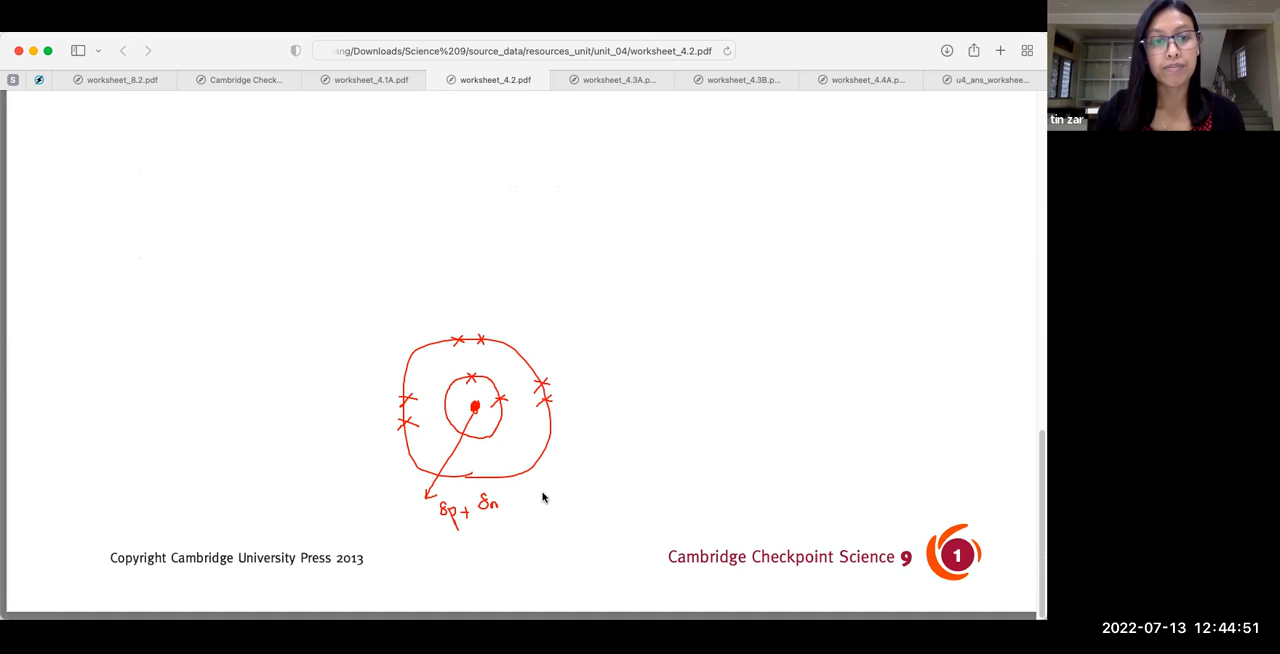 ang/Downloads/Science%209/source_data/resources_unit/unit_04/worksheet_4.2.pdf
S
worksheet_8.2.pdf
Cambridge Check...
worksheet_4.1A.pdf
worksheet_4.2.pdf
worksheet_4.3A.p...
worksheet_4.3B.p...
worksheet_4.4A.p...
u4_ans_workshee...
tin zar
8p+ 8n
Copyright Cambridge University Press 2013
Cambridge Checkpoint Science 9
1
2022-07-13 12:44:51